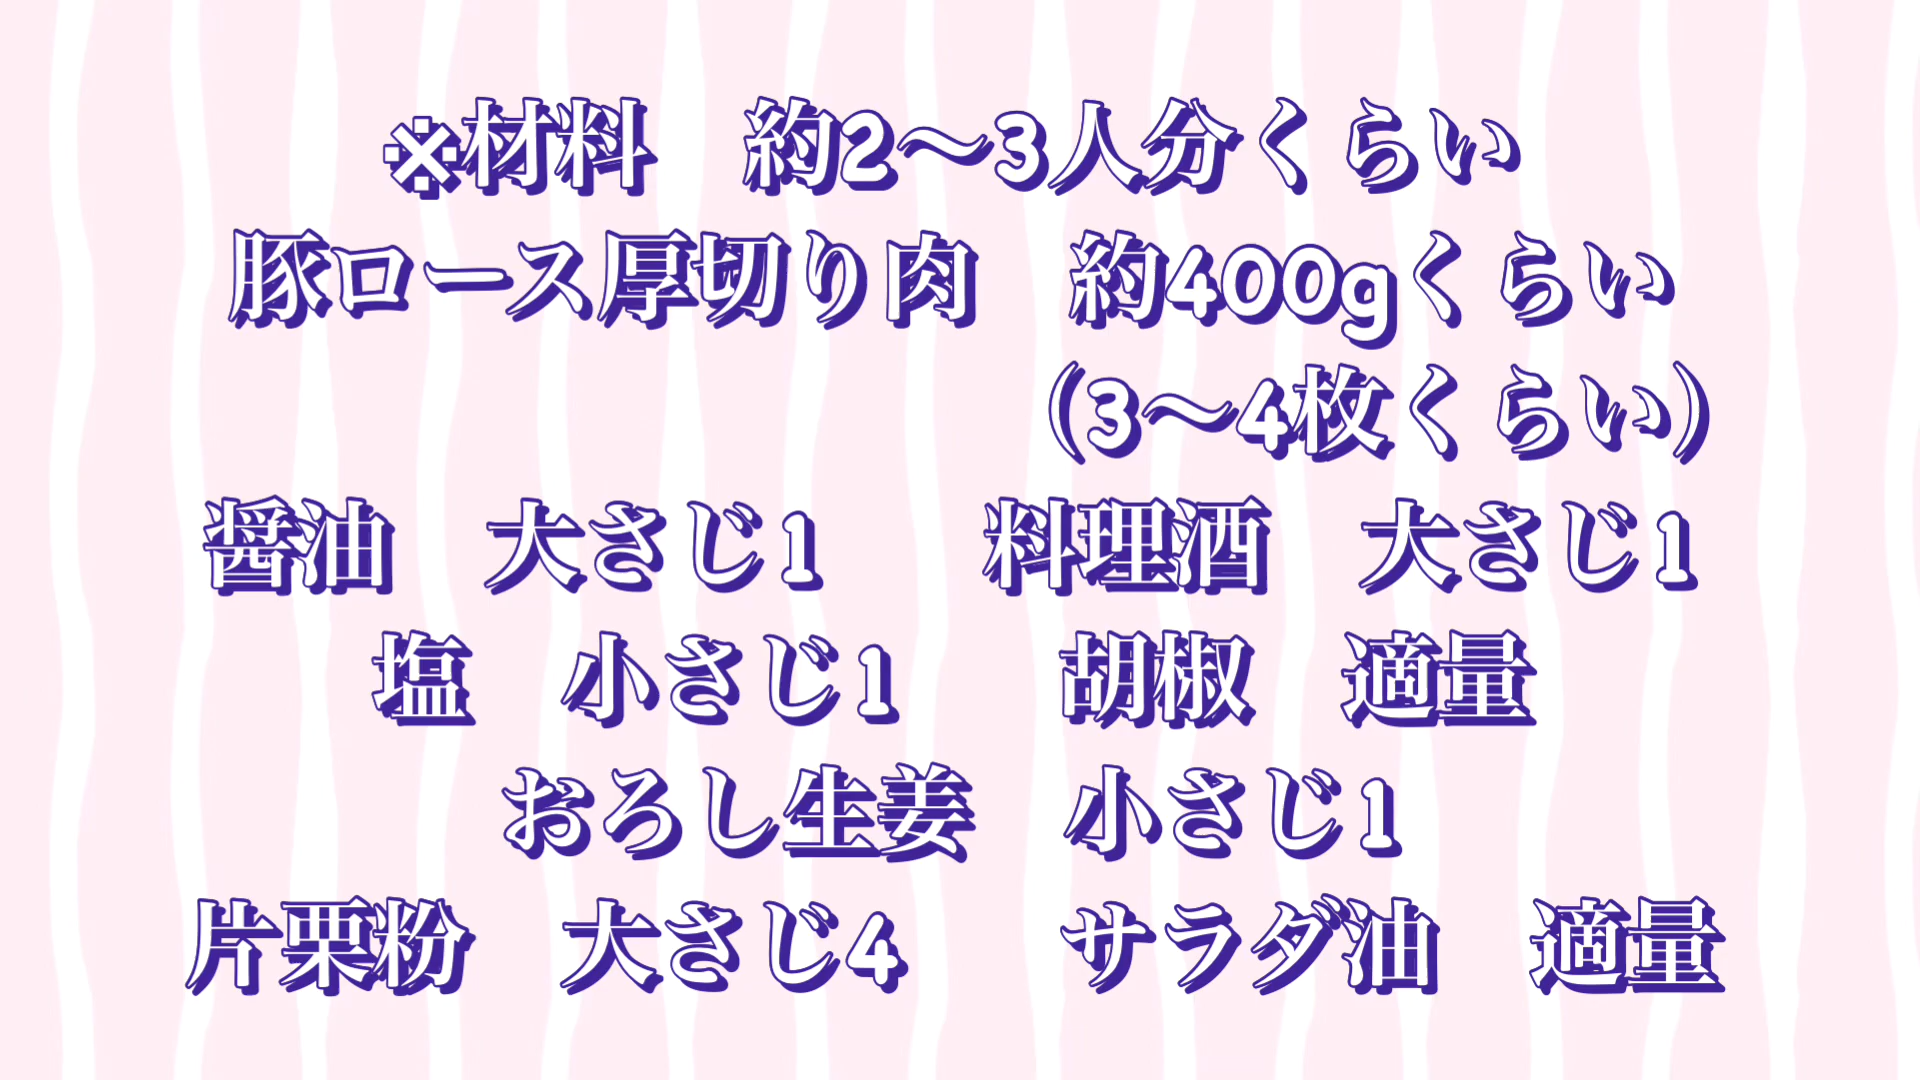 ※材料　約2〜3人分くらい
豚ロース厚切り肉　約400gくらい
(3〜4枚くらい)
醤油　大さじ1　料理酒　大さじ1
塩　小さじ1　胡椒　適量
おろし生姜　小さじ1
片栗粉　大さじ4　サラダ油　適量